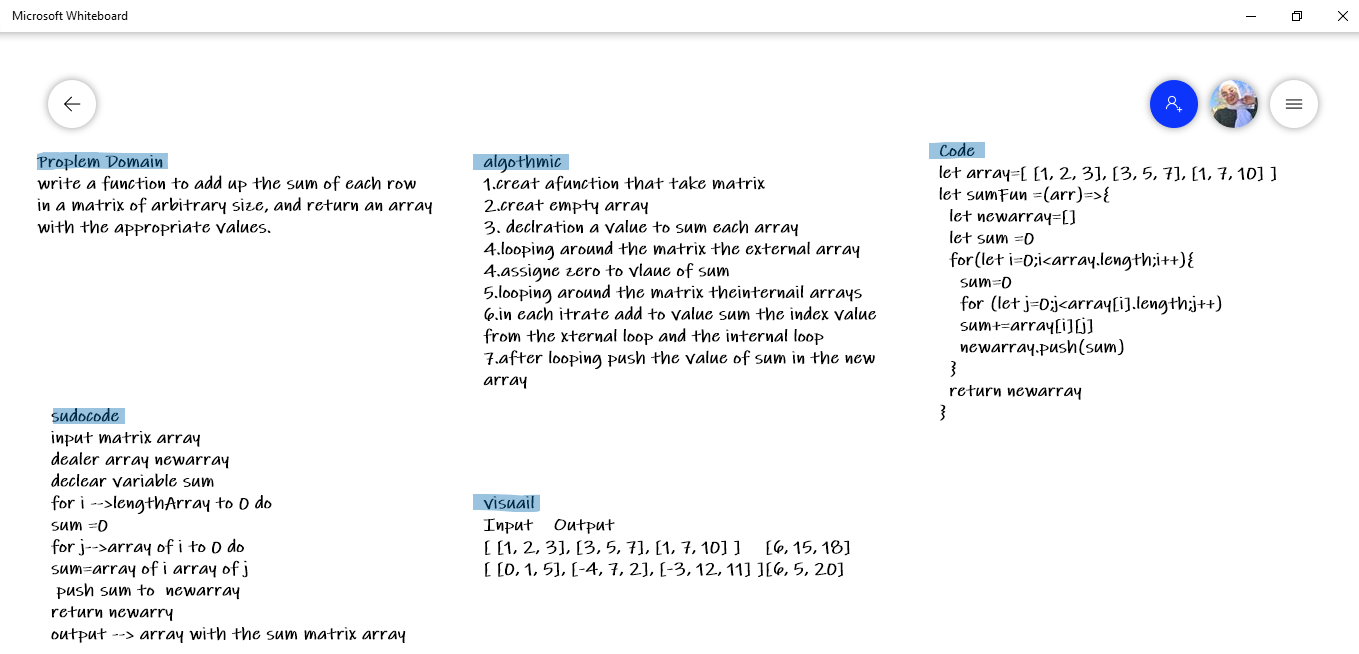 Microsoft Whiteboard
Proplem Domain
write a function to add up the sum of each row
in a matrix of arbitrary size, and return an array
with the appropriate values.
sudocode
input matrix array
dealer array newarray
declear variable sum
for i -->lengthArray to 0 do
sum =0
for j-->array of i to 0 do
sum=array of i array of j
push sum to newarray
return newarry
output --> array with the sum matrix array
algothmic
1.creat afunction that take matrix
2.creat empty array
3. declration a value to sum each array
4.looping around the matrix the external array
4.assigne zero to vlaue of sum
5.looping around the matrix theinternail arrays
6.in each itrate add to value sum the index value
from the xternal loop and the internal loop
7.after looping push the value of sum in the new
array
visuail
Input Output
[ [1, 2, 3], [3, 5, 7], [1, 7, 10] ] [6, 15, 18]
[ [0, 1, 5], [-4, 7, 2], [-3, 12, 11] ][6, 5, 20]
Code
let array=[ [1, 2, 3], [3, 5, 7], [1, 7, 10] ]
let sumFun =(arr)=>{
let newarray=[]
let sum =0
for(let i=0;i<array.length;i++){
sum=0
for (let j=0;j<array[i].length;j++)
sum+=array[i][j]
newarray.push(sum)
}
return newarray
}